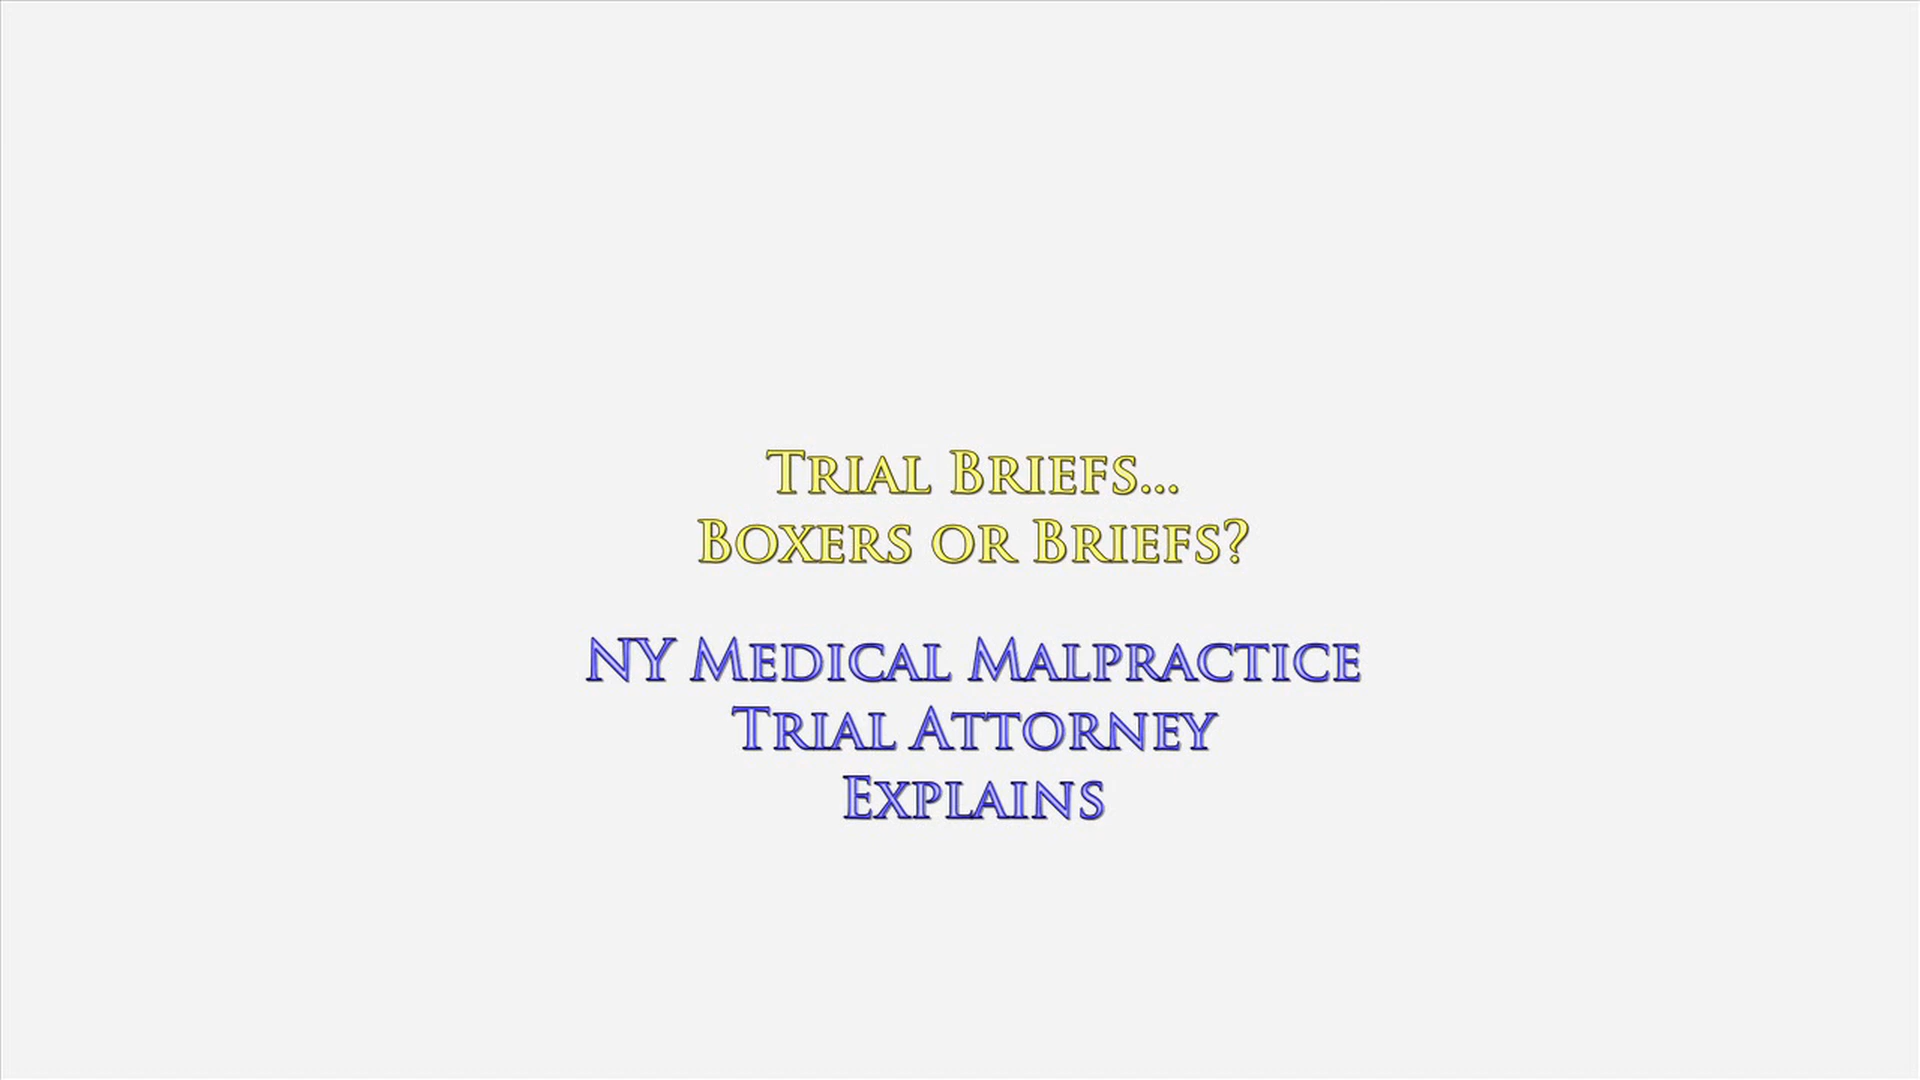 Trial Briefs...
Boxers or Briefs?
NY Medical Malpractice
Trial Attorney
Explains